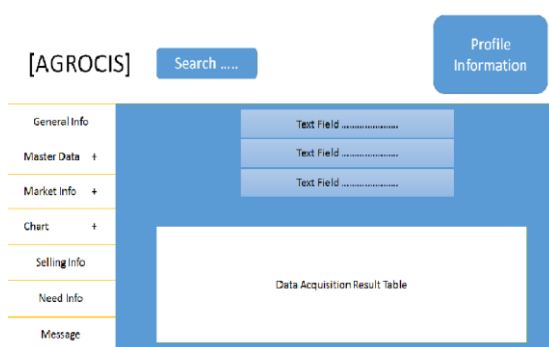 [AGROCIS]
Search .....
Profile
Information
General Info
Master Data +
Market Info +
Chart +
Selling Info
Need Info
Message
Text Field ......................
Text Field ......................
Text Field ......................
Data Acquisition Result Table